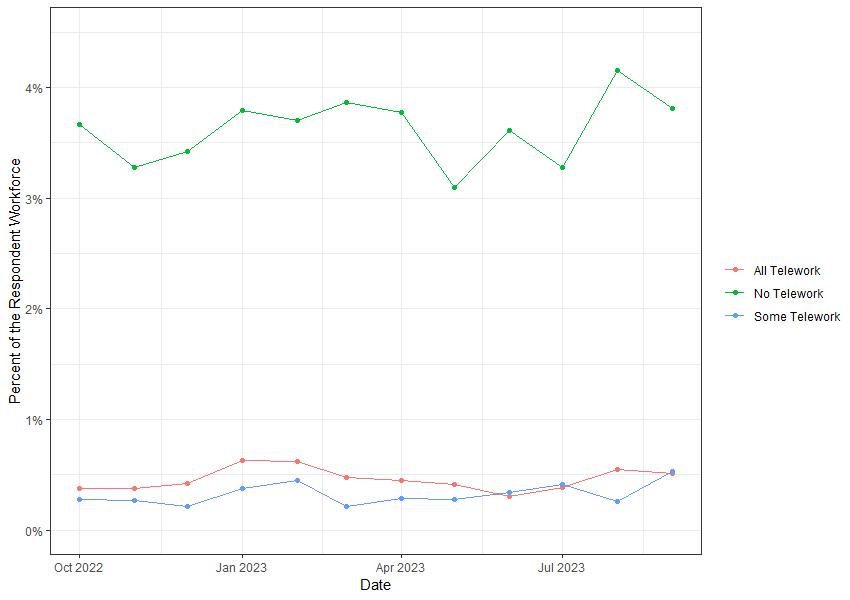 4%
3%
2%
1%
0%
Percent of the Respondent Workforce
Oct 2022
Jan 2023
Apr 2023
Jul 2023
Date
All Telework
No Telework
Some Telework